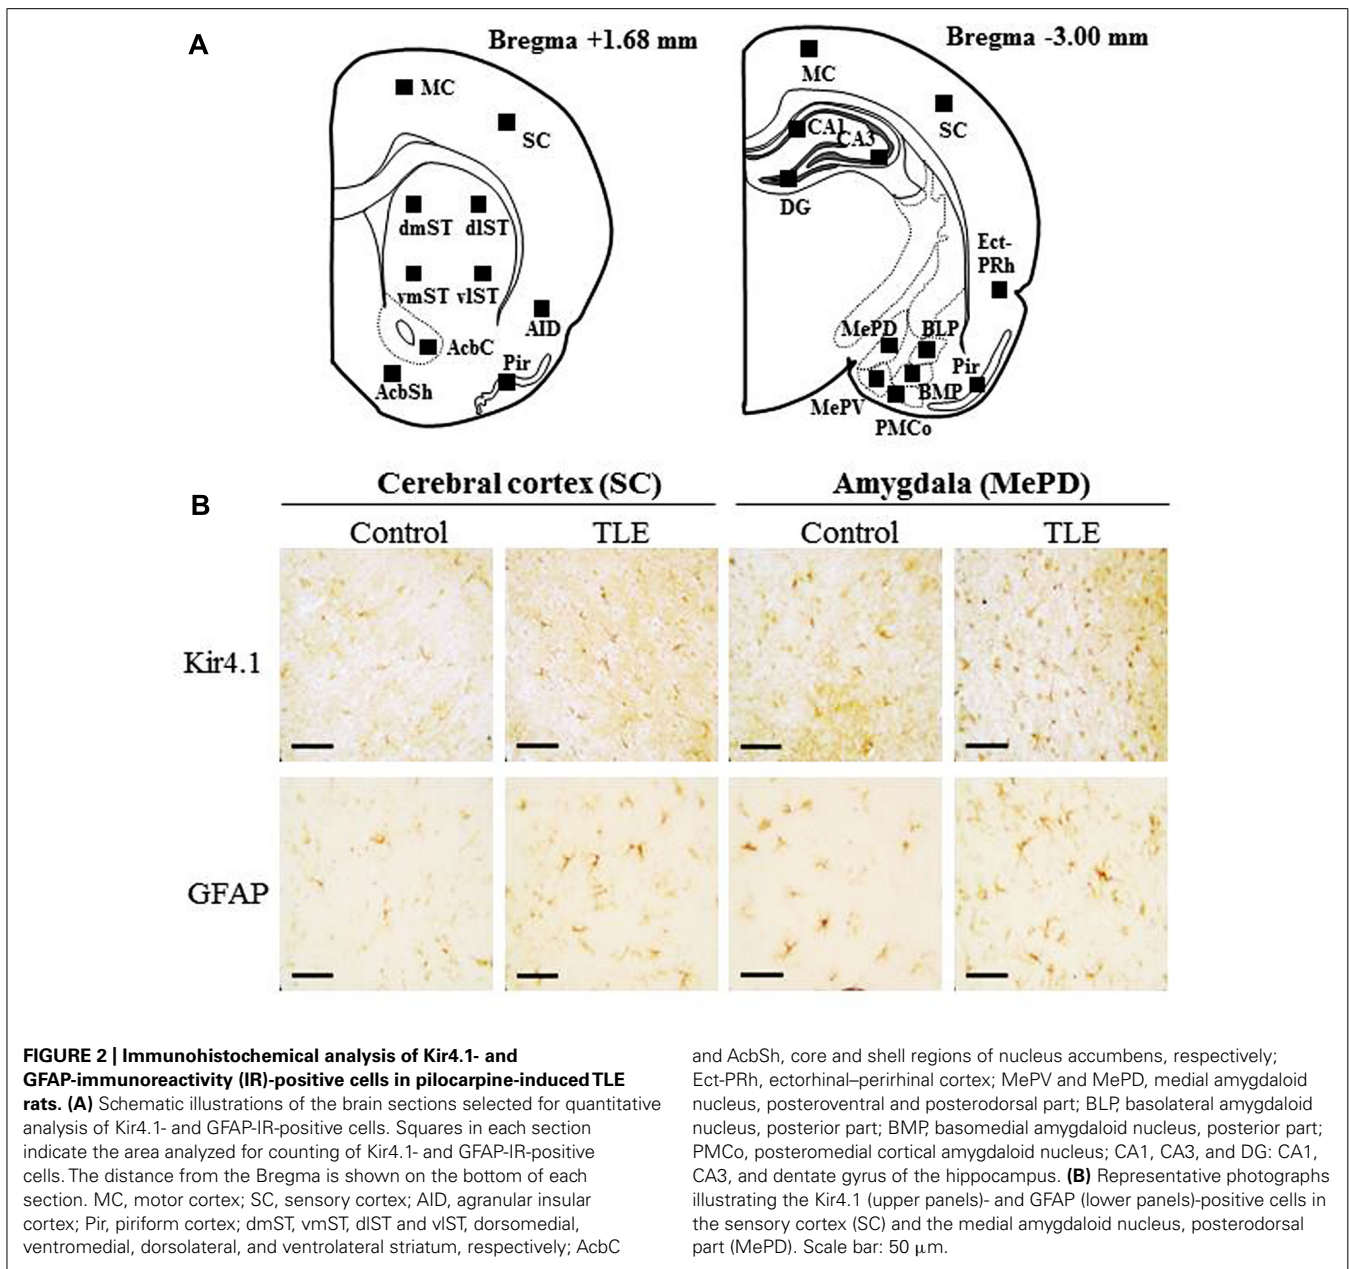 A
Bregma +1.68 mm
MC
SC
dmST dlST
vmST vlST
AID
AcbC
Pir
AcbSh
Bregma -3.00 mm
MC
SC
CA1
CA3
DG
Ect-
PRh
MePD
BLP
Pir
BMP
MePV
PMCo
B
Cerebral cortex (SC)
Amygdala (MePD)
Control
TLE
Control
TLE
Kir4.1
GFAP
FIGURE 2 | Immunohistochemical analysis of Kir4.1- and
GFAP-immunoreactivity (IR)-positive cells in pilocarpine-induced TLE
rats. (A) Schematic illustrations of the brain sections selected for quantitative
analysis of Kir4.1- and GFAP-IR-positive cells. Squares in each section
indicate the area analyzed for counting of Kir4.1- and GFAP-IR-positive
cells. The distance from the Bregma is shown on the bottom of each
section. MC, motor cortex; SC, sensory cortex; AID, agranular insular
cortex; Pir, piriform cortex; dmST, vmST, dlST and vlST, dorsomedial,
ventromedial, dorsolateral, and ventrolateral striatum, respectively; AcbC
and AcbSh, core and shell regions of nucleus accumbens, respectively;
Ect-PRh, ectorhinal–perirhinal cortex; MePV and MePD, medial amygdaloid
nucleus, posteroventral and posterodorsal part; BLP, basolateral amygdaloid
nucleus, posterior part; BMP, basomedial amygdaloid nucleus, posterior part;
PMCo, posteromedial cortical amygdaloid nucleus; CA1, CA3, and DG: CA1,
CA3, and dentate gyrus of the hippocampus. (B) Representative photographs
illustrating the Kir4.1 (upper panels)- and GFAP (lower panels)-positive cells in
the sensory cortex (SC) and the medial amygdaloid nucleus, posterodorsal
part (MePD). Scale bar: 50 μm.